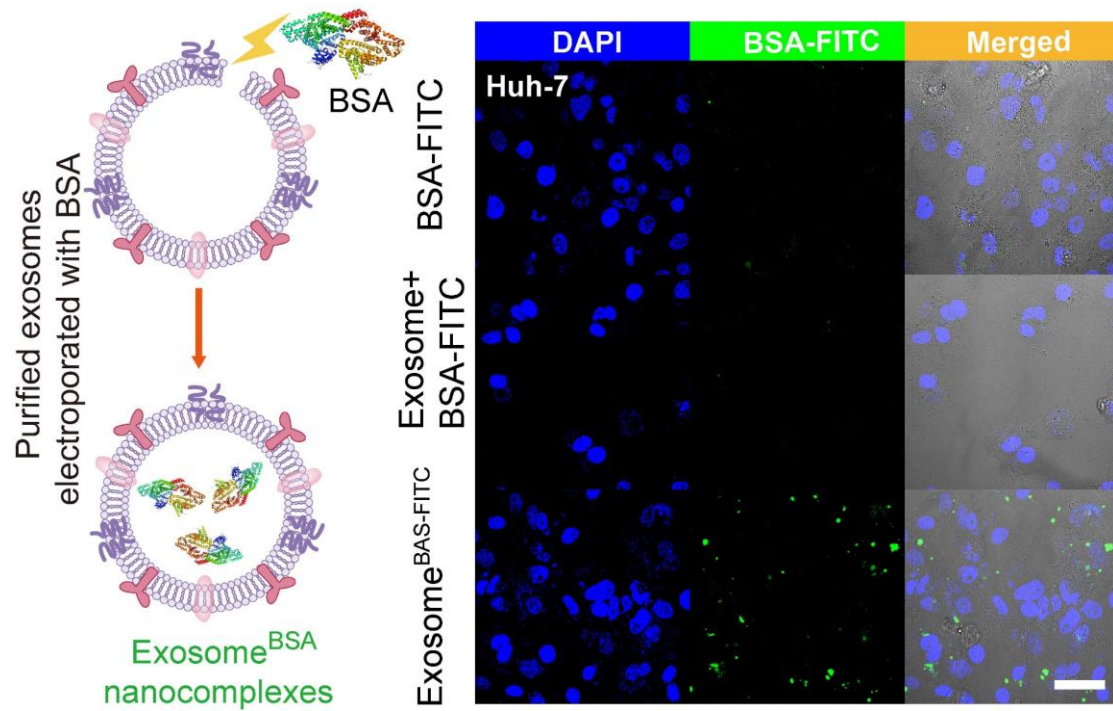 BSA
Purified exosomes
electroporated with BSA
Exosome^BSA
nanocomplexes
DAPI
BSA-FITC
Merged
Huh-7
BSA-FITC
Exosome+
BSA-FITC
Exosome^BAS-FITC